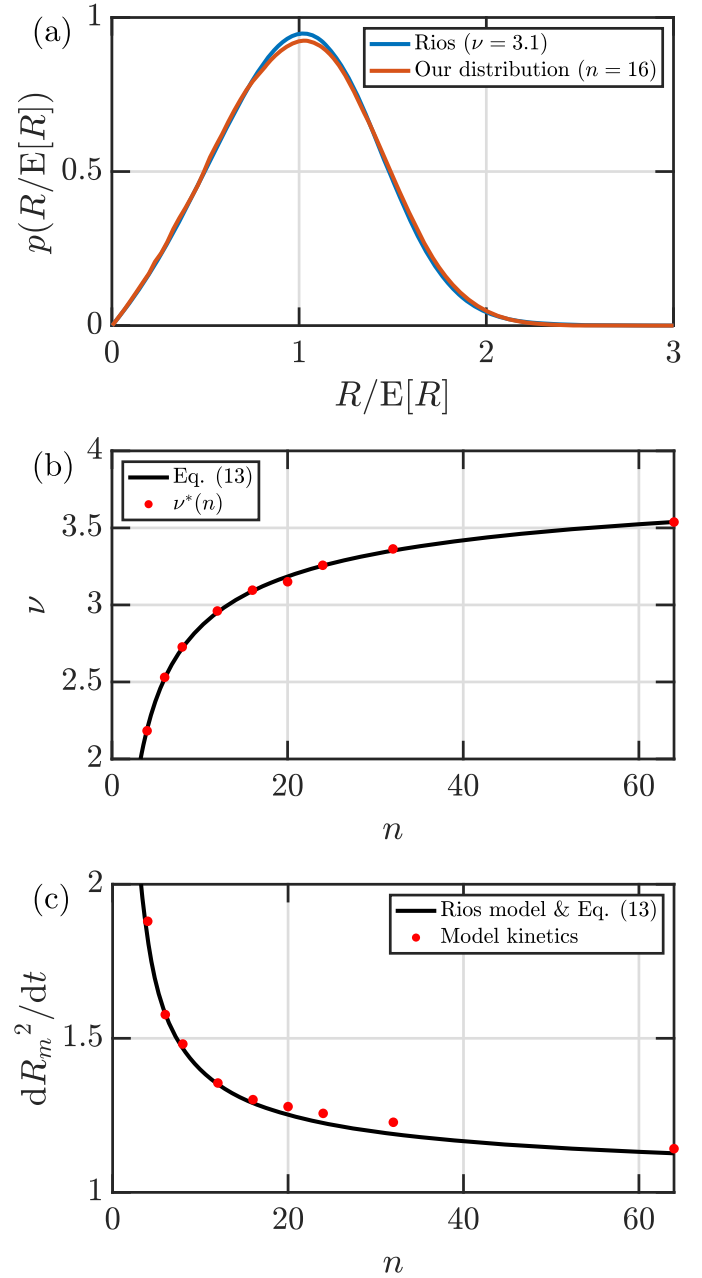 (a)
1
0.5
0
p(R/E[R])
Rios (ν = 3.1)
Our distribution (n = 16)
0 1 2 3
R/E[R]
(b)
4
3.5
3
2.5
2
ν
Eq. (13)
ν*(n)
0 20 40 60
n
(c)
2
1.5
1
dRₘ²/dt
Rios model & Eq. (13)
Model kinetics
0 20 40 60
n